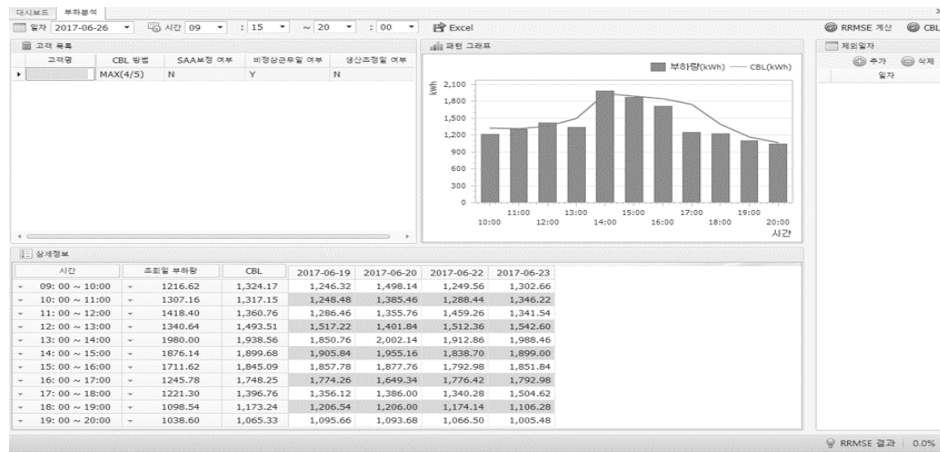 대시보드 부하분석
일자 2017-06-26 시간 09 : 15 ~ 20 : 00 Excel RRMSE 계산 CBL
고객 목록
고객명 CBL 방법 SAA보정 여부 비정상근무일 여부 생산조정일 여부
MAX(4/5) N Y N
패턴 그래프
부하량(kWh) CBL(kWh)
kWh
2,100
1,800
1,500
1,200
900
600
300
0
11:00 13:00 15:00 17:00 19:00
10:00 12:00 14:00 16:00 18:00 20:00
시간
제외일자
추가 삭제
일자
상세정보
시간 조회일 부하량 CBL 2017-06-19 2017-06-20 2017-06-22 2017-06-23
09: 00 ~ 10:00 1216.62 1,324.17 1,246.32 1,498.14 1,249.56 1,302.66
10: 00 ~ 11:00 1307.16 1,317.15 1,248.48 1,385.46 1,288.44 1,346.22
11: 00 ~ 12:00 1418.40 1,360.76 1,286.46 1,355.76 1,459.26 1,341.54
12: 00 ~ 13:00 1340.64 1,493.51 1,517.22 1,401.84 1,512.36 1,542.60
13: 00 ~ 14:00 1980.00 1,938.56 1,850.76 2,002.14 1,912.86 1,988.46
14: 00 ~ 15:00 1876.14 1,899.68 1,905.84 1,955.16 1,838.70 1,899.00
15: 00 ~ 16:00 1711.62 1,845.09 1,857.78 1,877.76 1,792.98 1,851.84
16: 00 ~ 17:00 1245.78 1,748.25 1,774.26 1,649.34 1,776.42 1,792.98
17: 00 ~ 18:00 1221.30 1,396.76 1,356.12 1,386.00 1,340.28 1,504.62
18: 00 ~ 19:00 1098.54 1,173.24 1,206.54 1,206.00 1,174.14 1,106.28
19: 00 ~ 20:00 1038.60 1,065.33 1,095.66 1,093.68 1,066.50 1,005.48
RRMSE 결과 0.0%